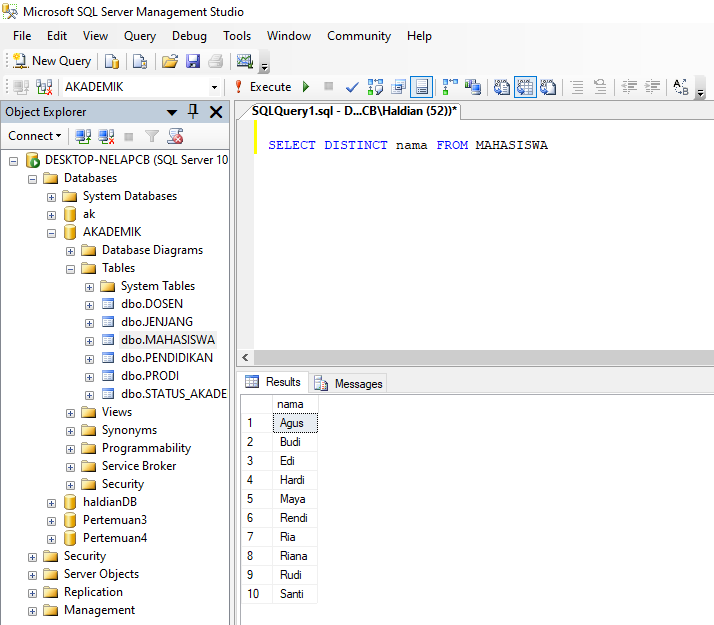 Microsoft SQL Server Management Studio
File Edit View Query Debug Tools Window Community Help
New Query
AKADEMIK
Execute
Object Explorer
Connect
DESKTOP-NELAPCB (SQL Server 10
Databases
System Databases
ak
AKADEMIK
Database Diagrams
Tables
System Tables
dbo.DOSEN
dbo.JENJANG
dbo.MAHASISWA
dbo.PENDIDIKAN
dbo.PRODI
dbo.STATUS_AKADE
Views
Synonyms
Programmability
Service Broker
Security
haldianDB
Pertemuan3
Pertemuan4
Security
Server Objects
Replication
Management
SQLQuery1.sql - D...CB\Haldian (52))*
SELECT DISTINCT nama FROM MAHASISWA
Results Messages
nama
1 Agus
2 Budi
3 Edi
4 Hardi
5 Maya
6 Rendi
7 Ria
8 Riana
9 Rudi
10 Santi